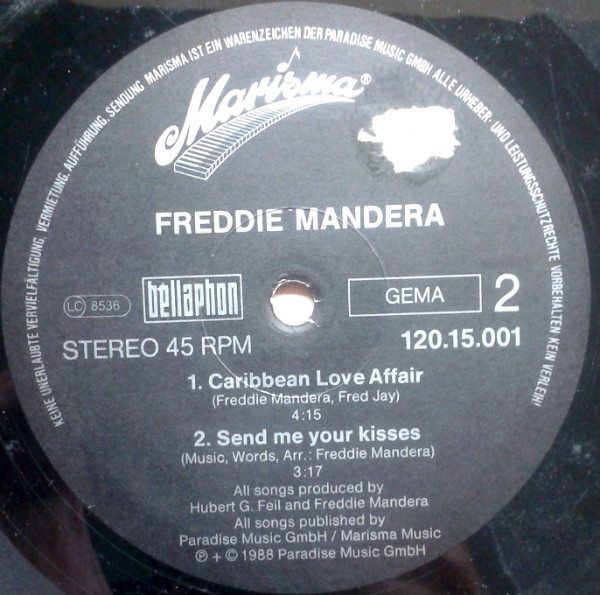 KEINE UNERLAUBTE VERVIELFÄLTIGUNG, VERMIETUNG, AUFFÜHRUNG, SENDUNG MARISMA IST EIN WARENZEICHEN DER PARADISE MUSIC GMBH ALLE URHEBER- UND LEISTUNGSSCHUTZRECHTE VORBEHALTEN KEIN VERLEIH!
Marisma®
FREDDIE MANDERA
LC 8536 bellaphon GEMA 2
STEREO 45 RPM 120.15.001
1. Caribbean Love Affair
(Freddie Mandera, Fred Jay)
4:15
2. Send me your kisses
(Music, Words, Arr.: Freddie Mandera)
3:17
All songs produced by
Hubert G. Feil and Freddie Mandera
All songs published by
Paradise Music GmbH / Marisma Music
℗ + © 1988 Paradise Music GmbH